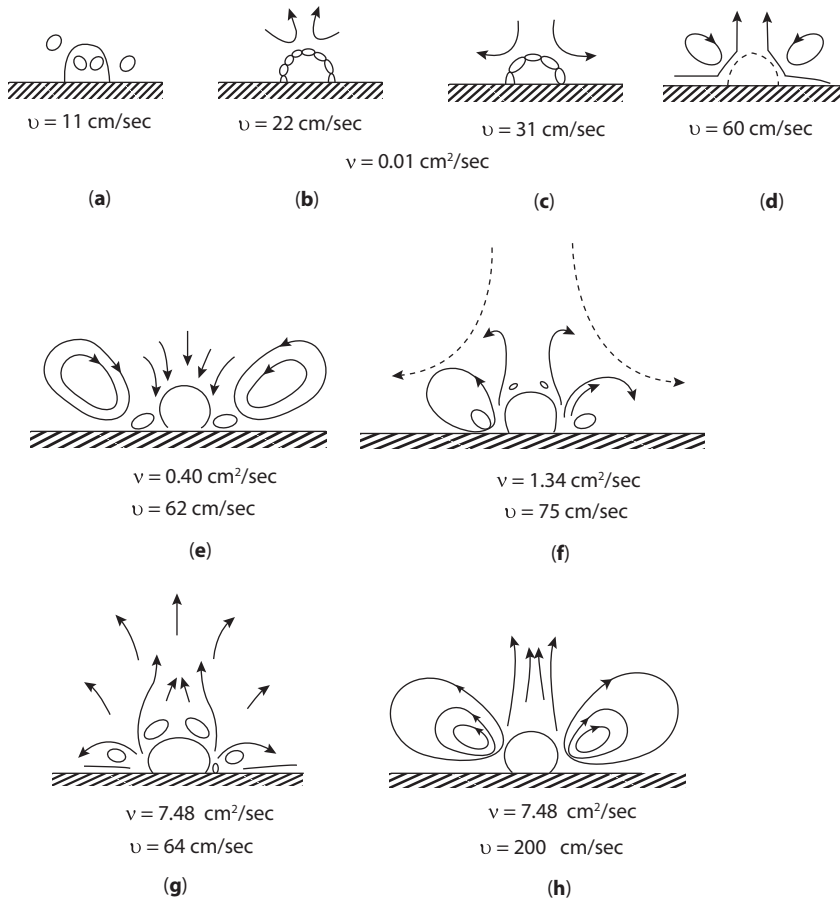 υ = 11 cm/sec υ = 22 cm/sec υ = 31 cm/sec υ = 60 cm/sec
ν = 0.01 cm²/sec
(a) (b) (c) (d)
ν = 0.40 cm²/sec
υ = 62 cm/sec
(e)
ν = 1.34 cm²/sec
υ = 75 cm/sec
(f)
ν = 7.48 cm²/sec
υ = 64 cm/sec
(g)
ν = 7.48 cm²/sec
υ = 200 cm/sec
(h)